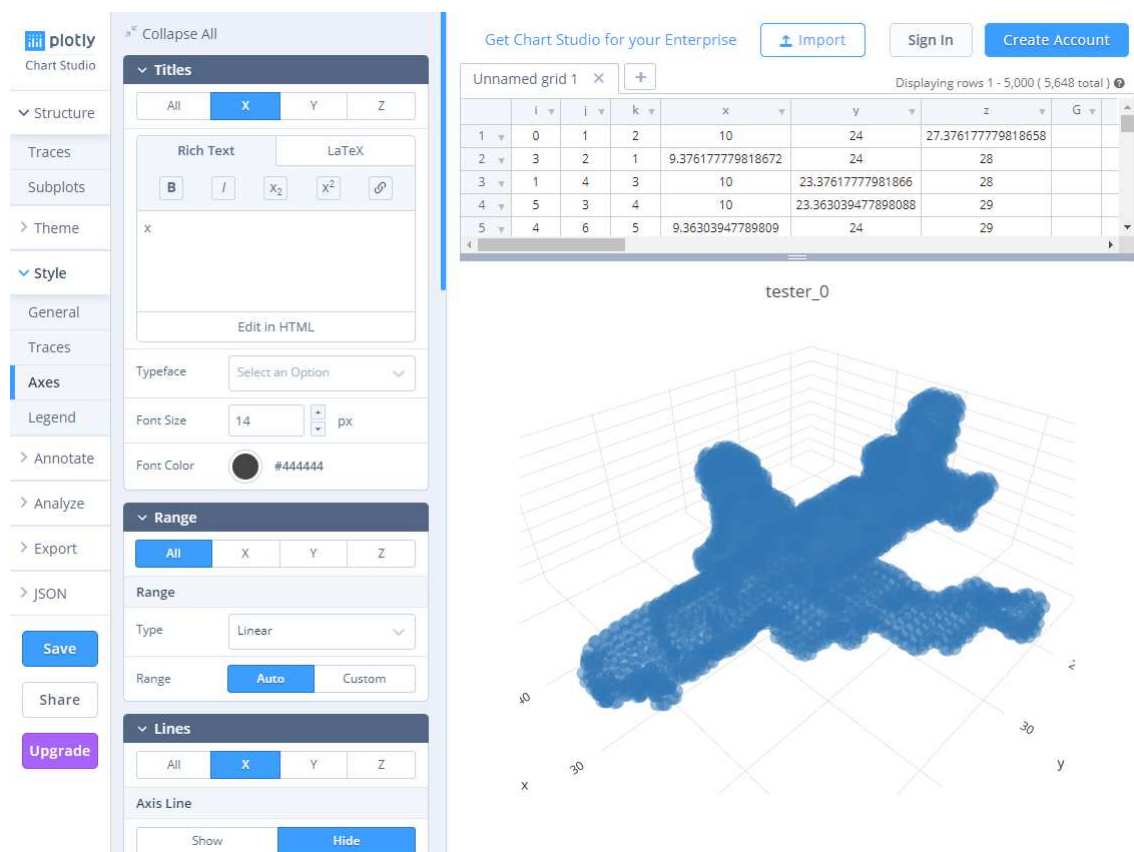 plotly
Chart Studio
Structure
Traces
Subplots
Theme
Style
General
Traces
Axes
Legend
Annotate
Analyze
Export
JSON
Save
Share
Upgrade
Collapse All
Titles
All X Y Z
Rich Text LaTeX
B I x2 x2
x
Edit in HTML
Typeface Select an Option
Font Size 14 px
Font Color #444444
Range
All X Y Z
Range
Type Linear
Range Auto Custom
Lines
All X Y Z
Axis Line
Show Hide
Get Chart Studio for your Enterprise Import Sign In Create Account
Unnamed grid 1 × +
Displaying rows 1 - 5,000 ( 5,648 total )
i j k x y z G
1 0 1 2 10 24 27.376177779818658
2 3 2 1 9.376177779818672 24 28
3 1 4 3 10 23.37617777981866 28
4 5 3 4 10 23.363039477898088 29
5 4 6 5 9.36303947789809 24 29
tester_0
40
30
x
30
y